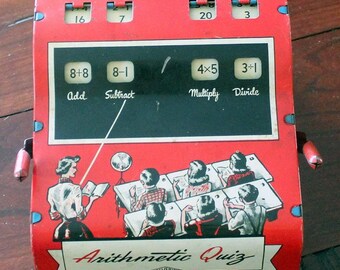 16 7 20 3
8÷8 8-1 4×5 3÷1
Add. Subtract Multiply Divide
Arithmetic Quiz